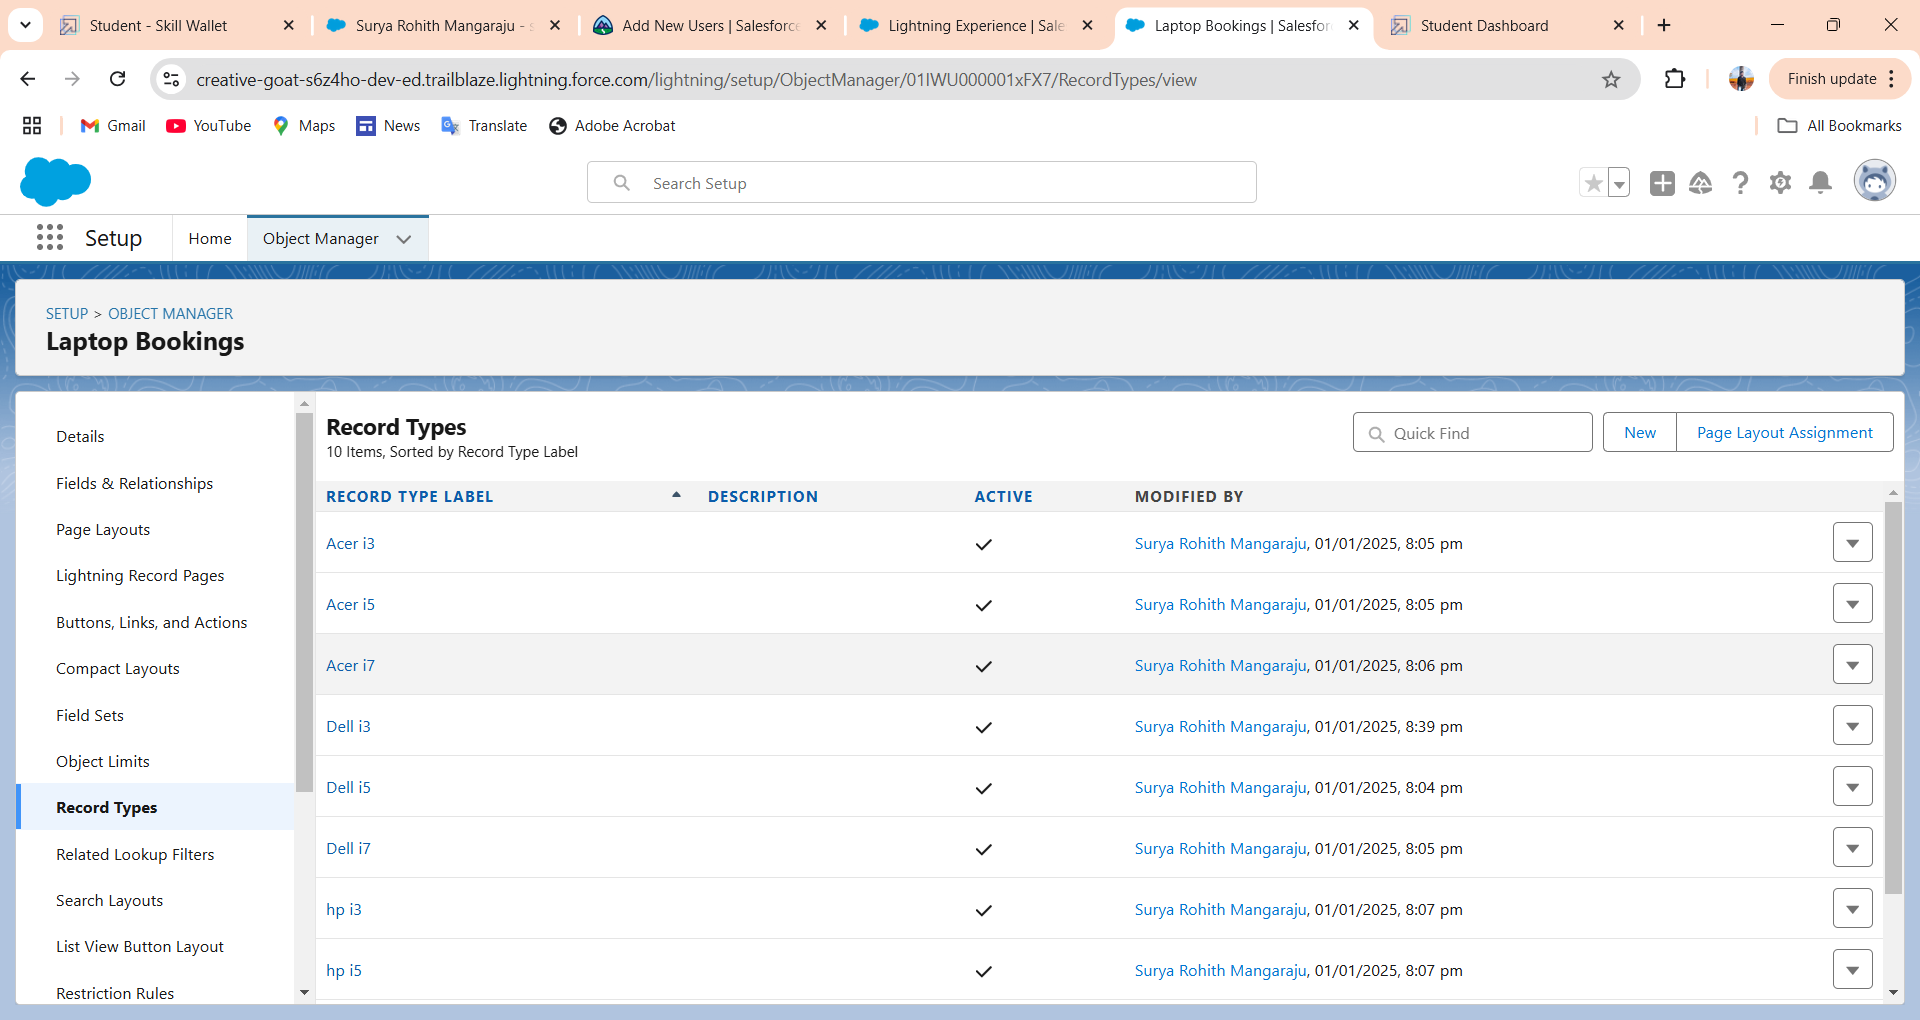 Student - Skill Wallet
Surya Rohith Mangaraju - s
Add New Users | Salesforce
Lightning Experience | Sale
Laptop Bookings | Salesfor
Student Dashboard
creative-goat-s6z4ho-dev-ed.trailblaze.lightning.force.com/lightning/setup/ObjectManager/01IWU000001xFX7/RecordTypes/view
Finish update
Gmail
YouTube
Maps
News
Translate
Adobe Acrobat
All Bookmarks
Search Setup
Setup
Home
Object Manager
SETUP > OBJECT MANAGER
Laptop Bookings
Details
Fields & Relationships
Page Layouts
Lightning Record Pages
Buttons, Links, and Actions
Compact Layouts
Field Sets
Object Limits
Record Types
Related Lookup Filters
Search Layouts
List View Button Layout
Restriction Rules
Record Types
10 Items, Sorted by Record Type Label
Quick Find
New
Page Layout Assignment
RECORD TYPE LABEL DESCRIPTION ACTIVE MODIFIED BY
Acer i3 Surya Rohith Mangaraju, 01/01/2025, 8:05 pm
Acer i5 Surya Rohith Mangaraju, 01/01/2025, 8:05 pm
Acer i7 Surya Rohith Mangaraju, 01/01/2025, 8:06 pm
Dell i3 Surya Rohith Mangaraju, 01/01/2025, 8:39 pm
Dell i5 Surya Rohith Mangaraju, 01/01/2025, 8:04 pm
Dell i7 Surya Rohith Mangaraju, 01/01/2025, 8:05 pm
hp i3 Surya Rohith Mangaraju, 01/01/2025, 8:07 pm
hp i5 Surya Rohith Mangaraju, 01/01/2025, 8:07 pm